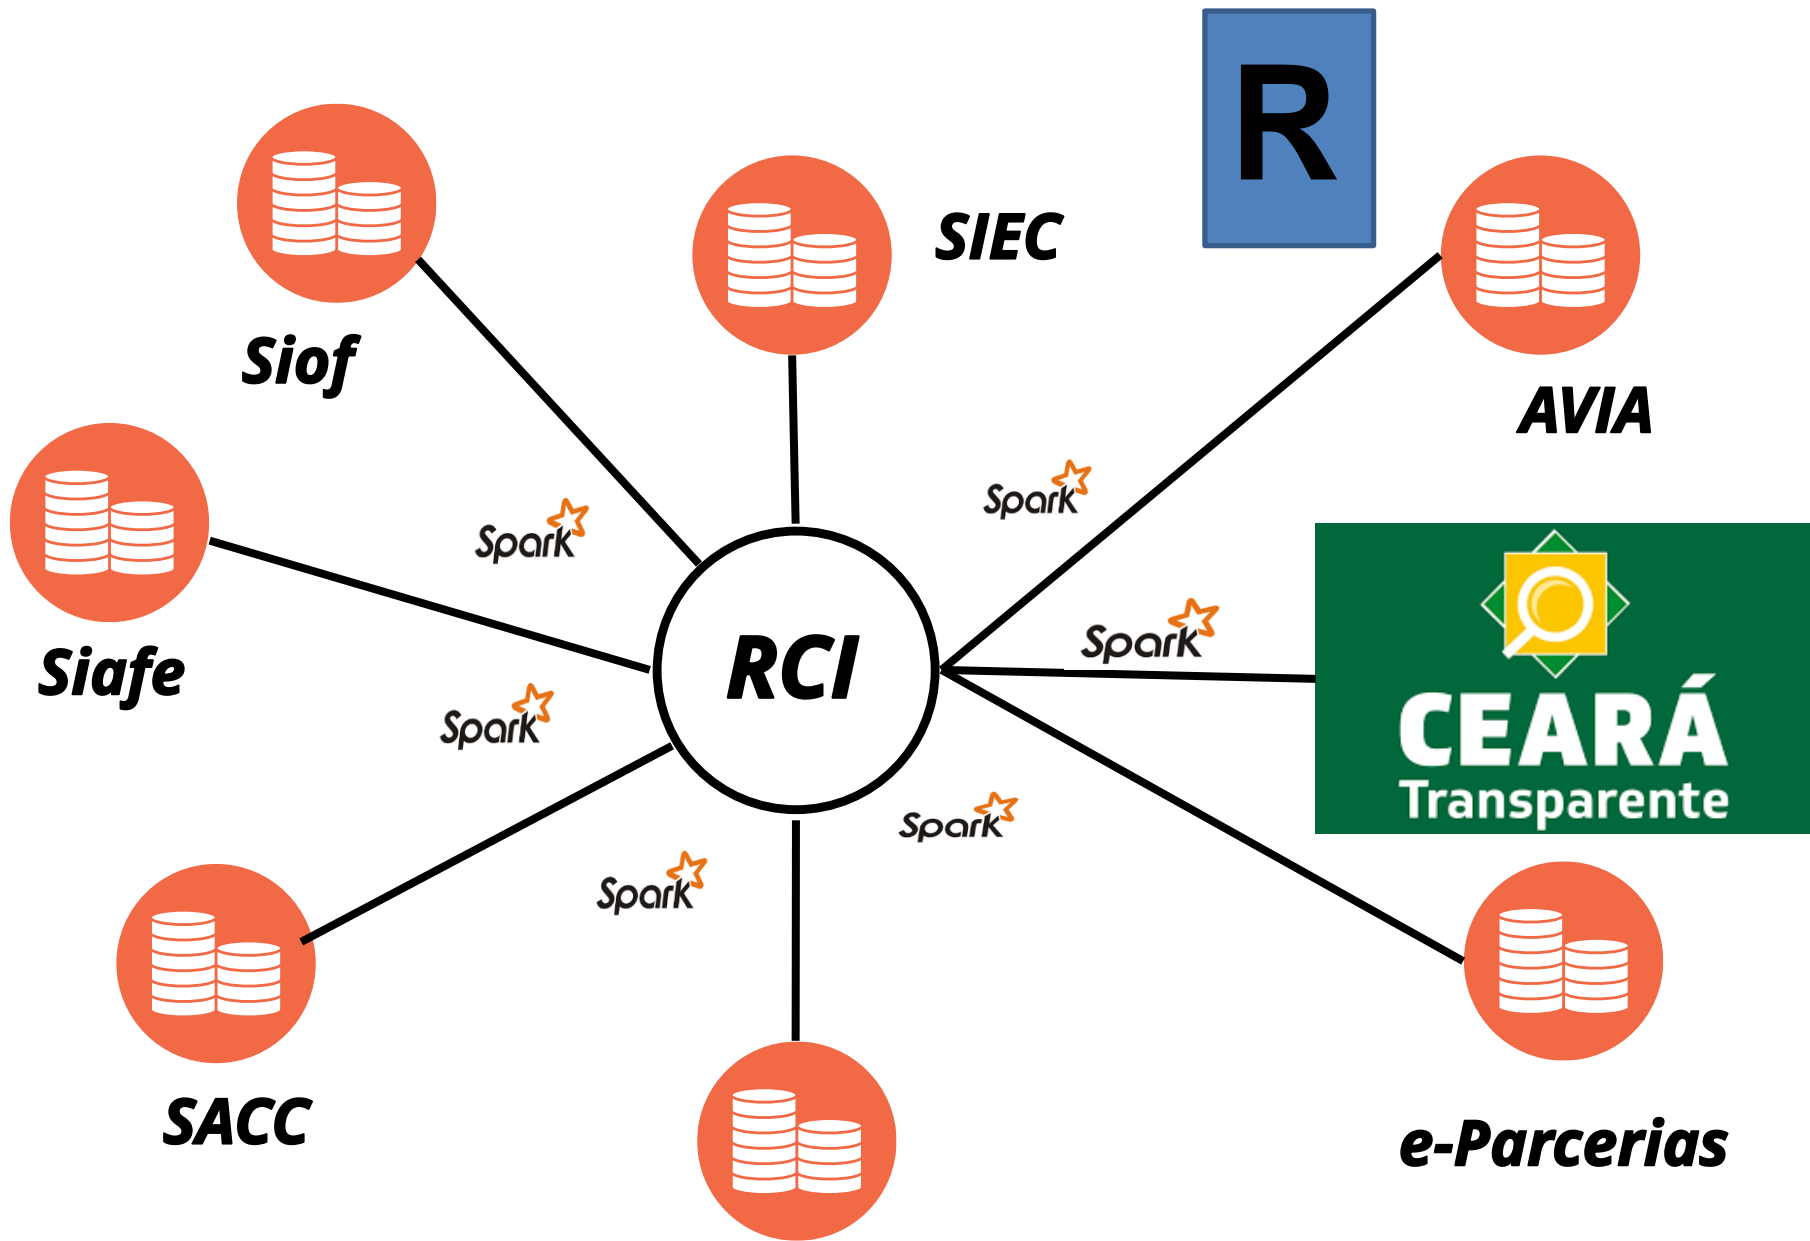 R
SIEC
Siof
AVIA
Spark
Spark
Spark
RCI
Siafe
Spark
CEARÁ
Transparente
Spark
Spark
SACC
e-Parcerias